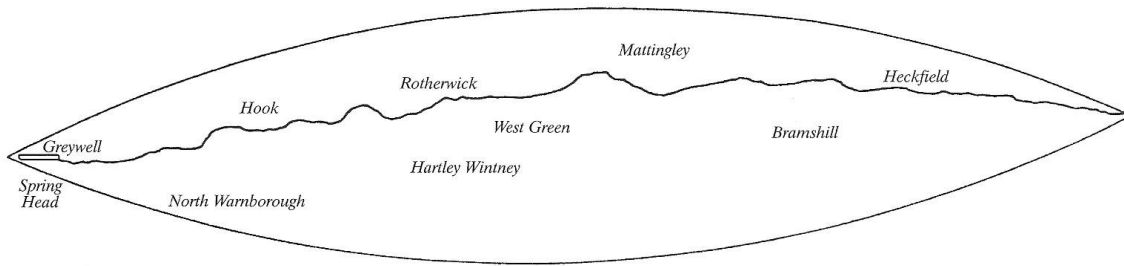 Mattingley
Rotherwick
Heckfield
Hook
West Green
Bramshill
Greywell
Hartley Wintney
Spring
Head
North Warnborough